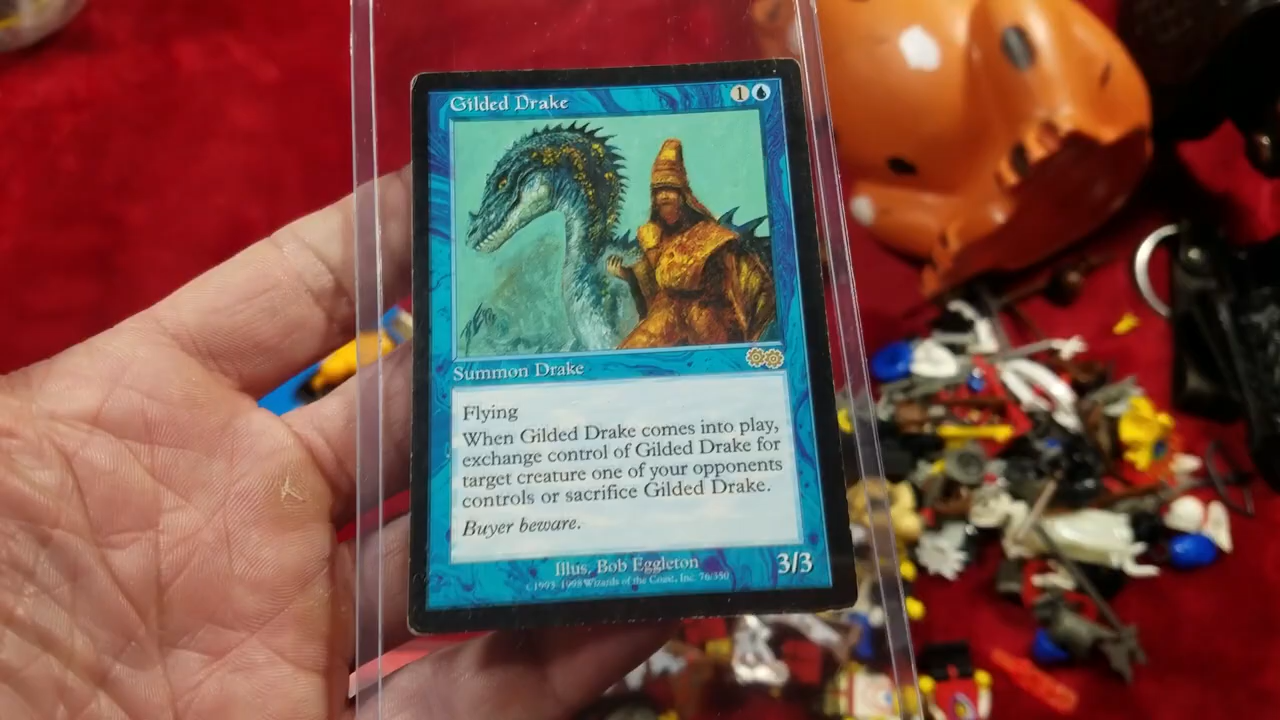 Gilded Drake 1
Summon Drake
Flying
When Gilded Drake comes into play,
exchange control of Gilded Drake for
target creature one of your opponents
controls or sacrifice Gilded Drake.
Buyer beware.
Illus. Bob Eggleton
3/3
©1993-1998 Wizards of the Coast, Inc. 76/350